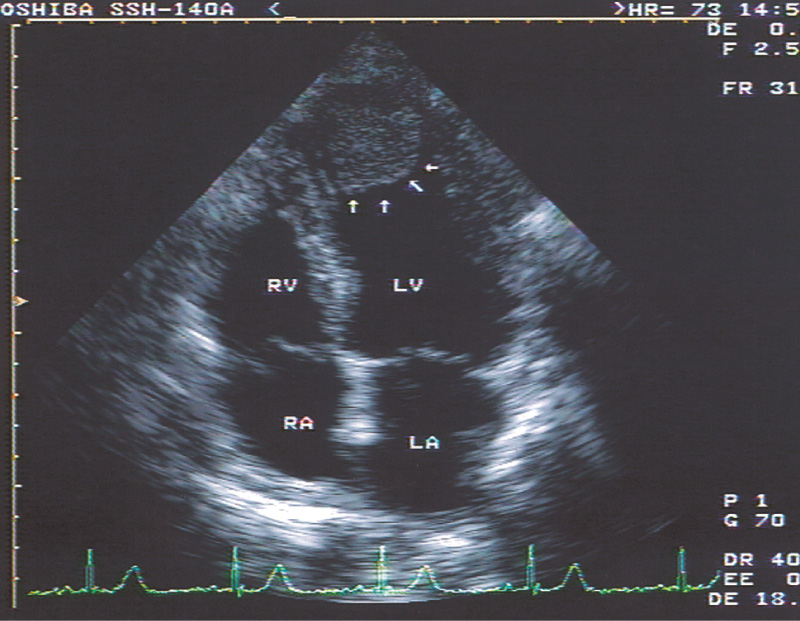 OSHIBA SSH-140A < >HR= 73 14:5
DE 0.
F 2.5
FR 31
RV LV
RA LA
P 1
G 70
DR 40
EE 0
DE 18.